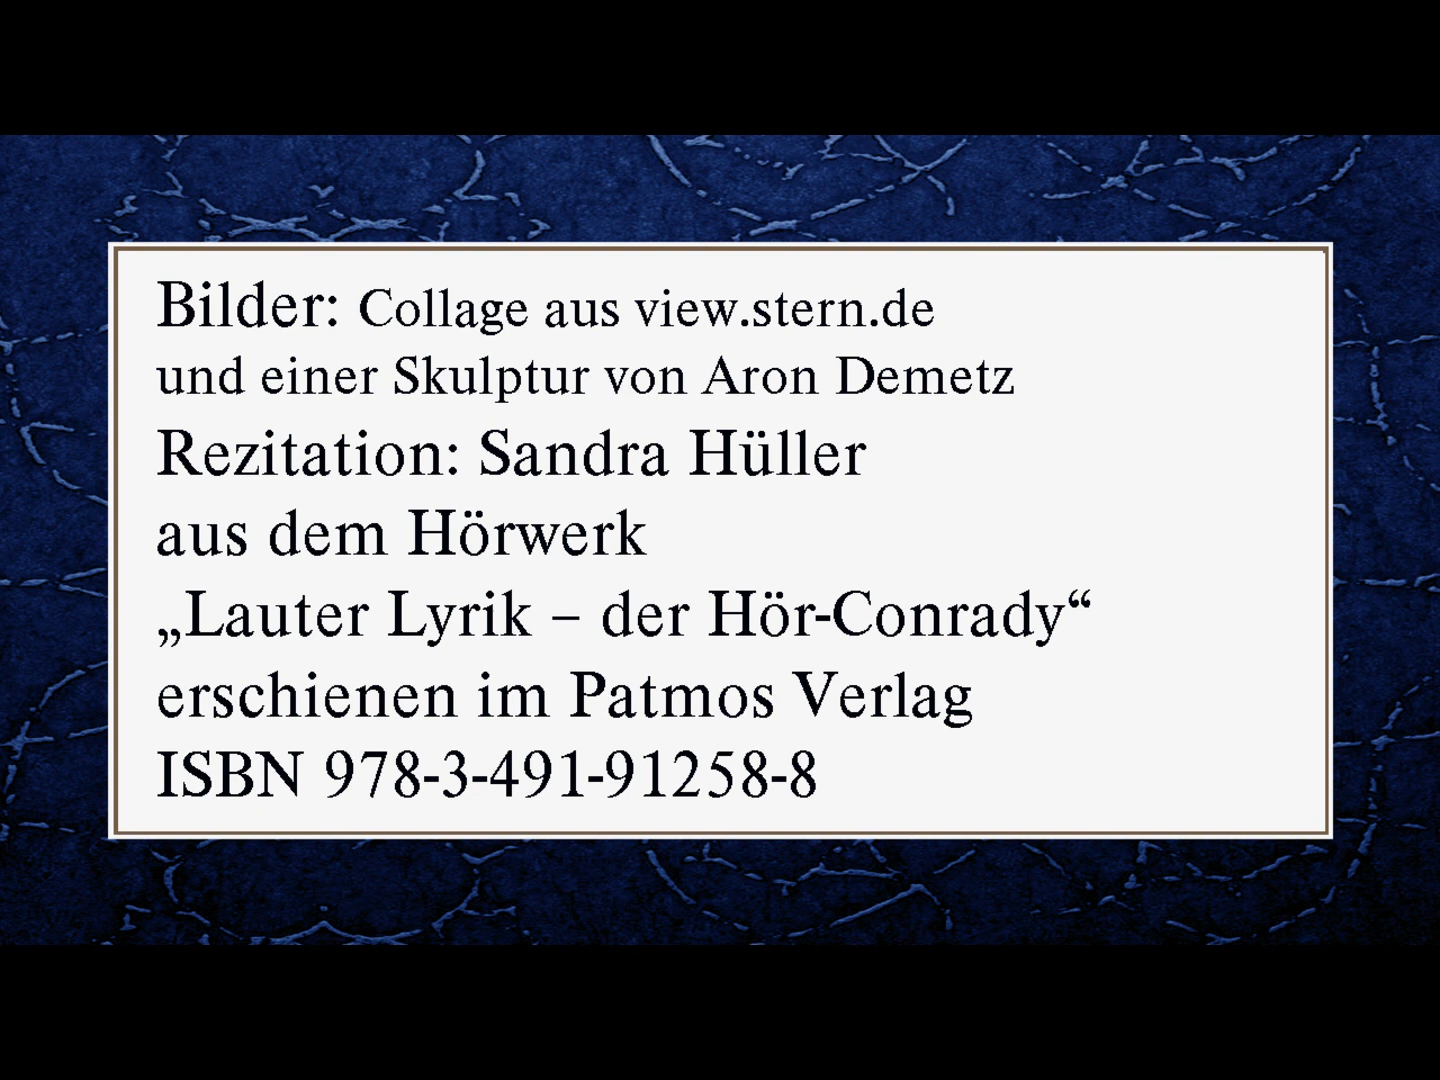 Bilder: Collage aus view.stern.de
und einer Skulptur von Aron Demetz
Rezitation: Sandra Hüller
aus dem Hörwerk
„Lauter Lyrik – der Hör-Conrady“
erschienen im Patmos Verlag
ISBN 978-3-491-91258-8